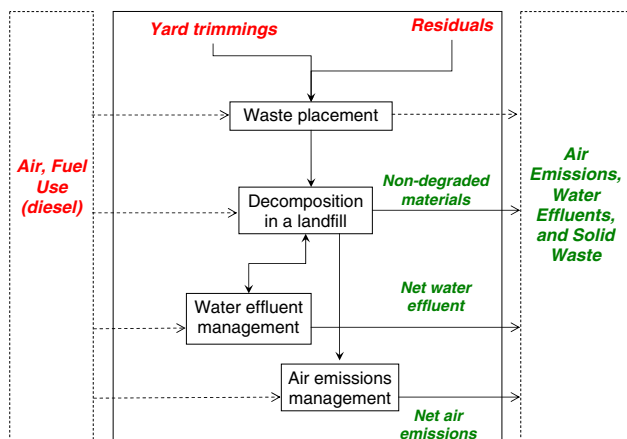 Yard trimmings
Residuals
Waste placement
Air, Fuel
Use
(diesel)
Decomposition
in a landfill
Non-degraded
materials
Air
Emissions,
Water
Effluents,
and Solid
Waste
Water effluent
management
Net water
effluent
Air emissions
management
Net air
emissions